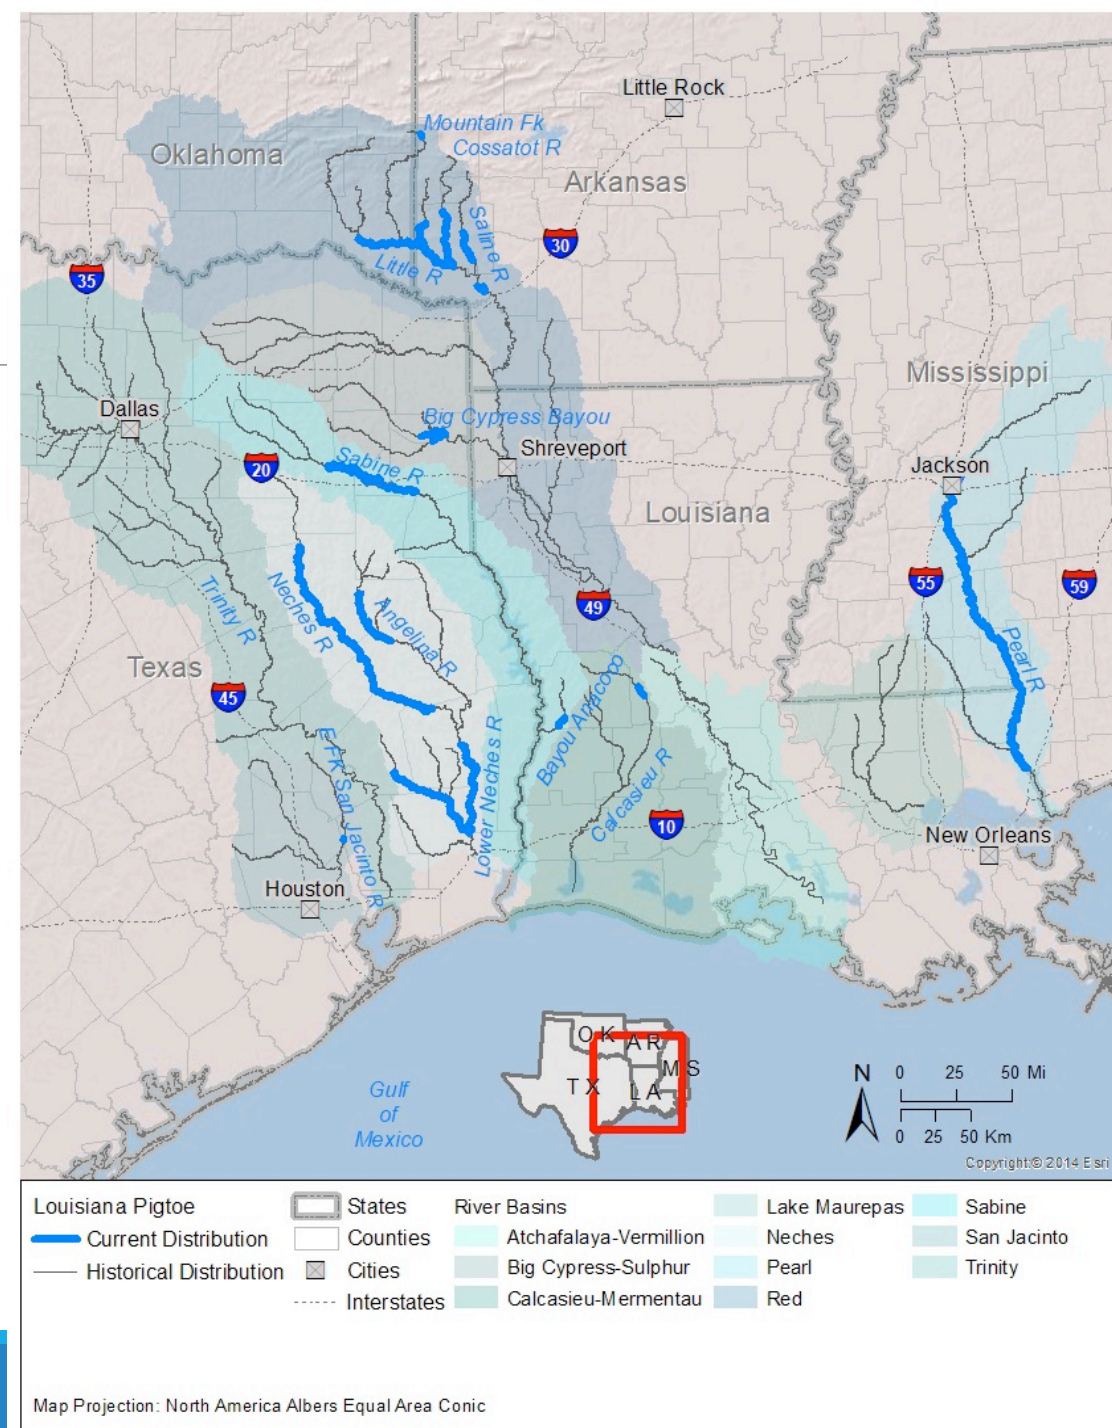 Little Rock
Mountain Fk
Cossatot R
Oklahoma
Arkansas
Saline R
30
Little R
35
Mississippi
Dallas
Big Cypress Bayou
Shreveport
20
Sabine R
Jackson
Louisiana
Trinity R
Neches R
Angelina R
49
55
59
Pearl R
Texas
45
Bayou Anacoco
E Fk San Jacinto R
Lower Neches R
Calcasieu R
10
New Orleans
Houston
OK
AR
MS
TX
LA
Gulf
of
Mexico
N
0 25 50 Mi
0 25 50 Km
Copyright:© 2014 Esri
Louisiana Pigtoe
Current Distribution
Historical Distribution
States
Counties
Cities
Interstates
River Basins
Atchafalaya-Vermillion
Big Cypress-Sulphur
Calcasieu-Mermentau
Lake Maurepas
Neches
Pearl
Red
Sabine
San Jacinto
Trinity
Map Projection: North America Albers Equal Area Conic